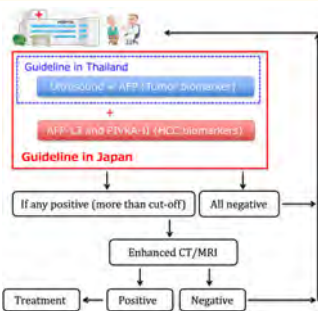 Guideline in Thailand
Ultrasound + AFP (Tumor biomarker)
+
AFP-L3 and PIVKA-II (HCC biomarkers)
Guideline in Japan
If any positive (more than cut-off)
All negative
Enhanced CT/MRI
Treatment
Positive
Negative